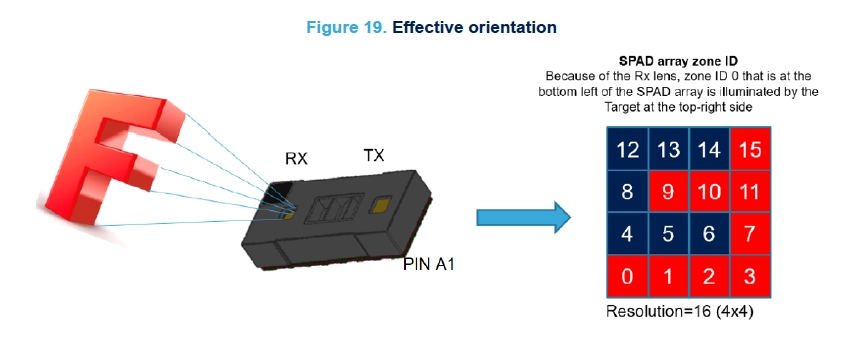 Figure 19. Effective orientation
SPAD array zone ID
Because of the Rx lens, zone ID 0 that is at the
bottom left of the SPAD array is illuminated by the
Target at the top-right side
RX
TX
PIN A1
12 13 14 15
8 9 10 11
4 5 6 7
0 1 2 3
Resolution=16 (4x4)